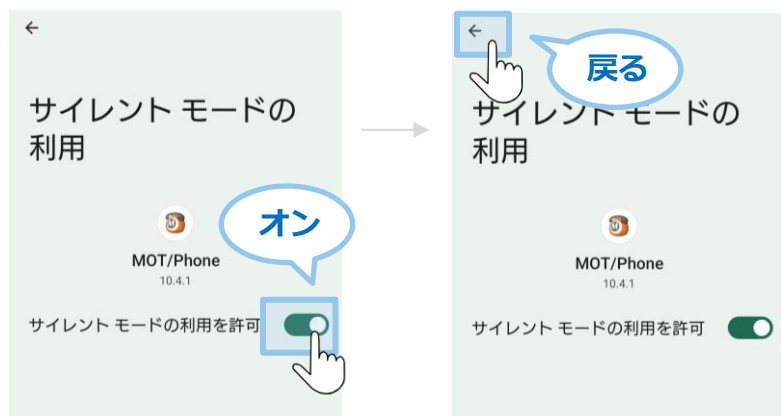 サイレント モードの
利用
オン
MOT/Phone
10.4.1
サイレント モードの利用を許可
戻る
サイレント モードの
利用
MOT/Phone
10.4.1
サイレント モードの利用を許可